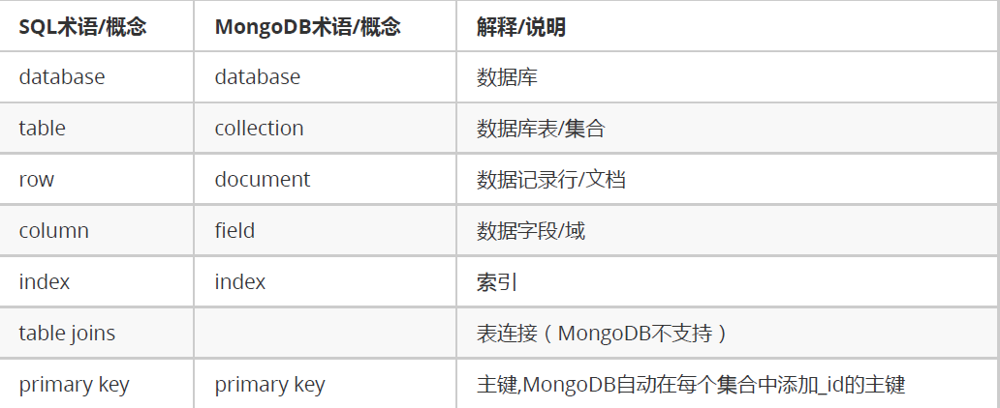 SQL术语/概念 MongoDB术语/概念 解释/说明
database database 数据库
table collection 数据库表/集合
row document 数据记录行/文档
column field 数据字段/域
index index 索引
table joins 表连接（MongoDB不支持）
primary key primary key 主键,MongoDB自动在每个集合中添加_id的主键